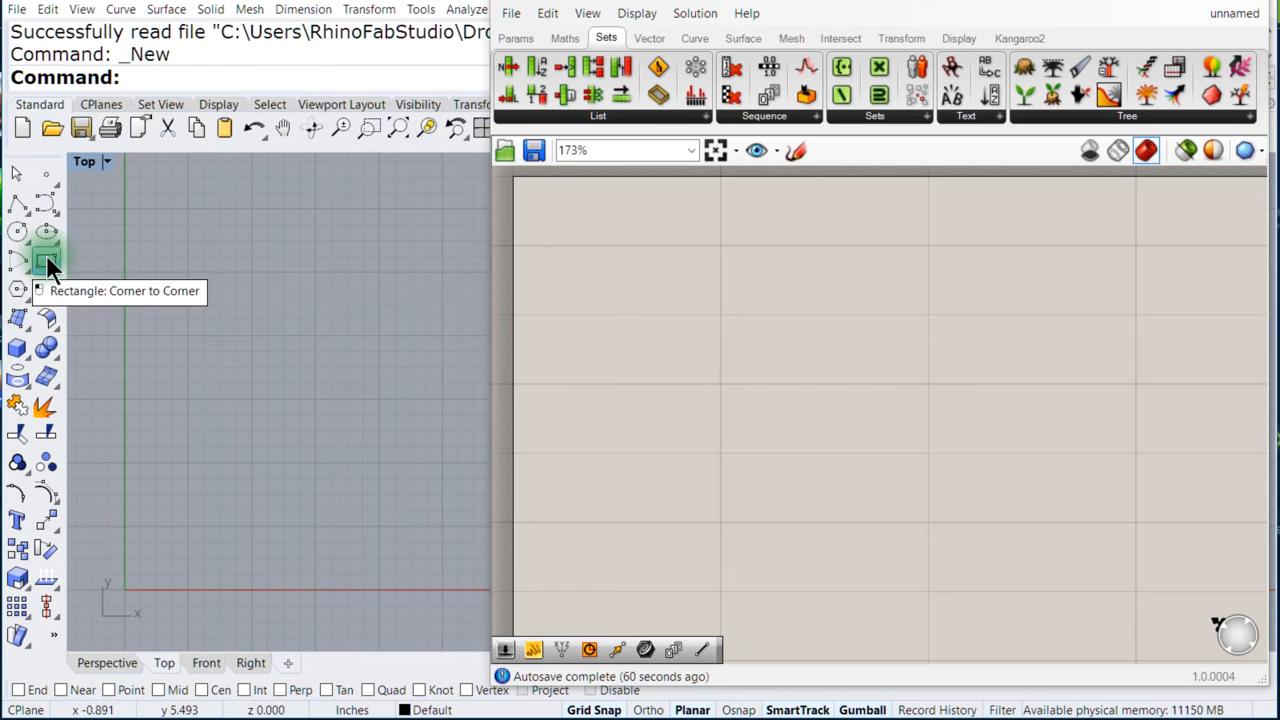 File Edit View Curve Surface Solid Mesh Dimension Transform Tools Analyze
Successfully read file "C:\Users\RhinoFabStudio\Dro
Command: _New
Command:
Standard CPlanes Set View Display Select Viewport Layout Visibility Transfo
Top
Rectangle: Corner to Corner
y
x
Perspective Top Front Right
End Near Point Mid Cen Int Perp Tan Quad Knot Vertex Project Disable
CPlane x -0.891 y 5.493 z 0.000 Inches Default Grid Snap Ortho Planar Osnap SmartTrack Gumball Record History Filter Available physical memory: 11150 MB
File Edit View Display Solution Help unnamed
Params Maths Sets Vector Curve Surface Mesh Intersect Transform Display Kangaroo2
List Sequence Sets Text Tree
173%
Autosave complete (60 seconds ago) 1.0.0004